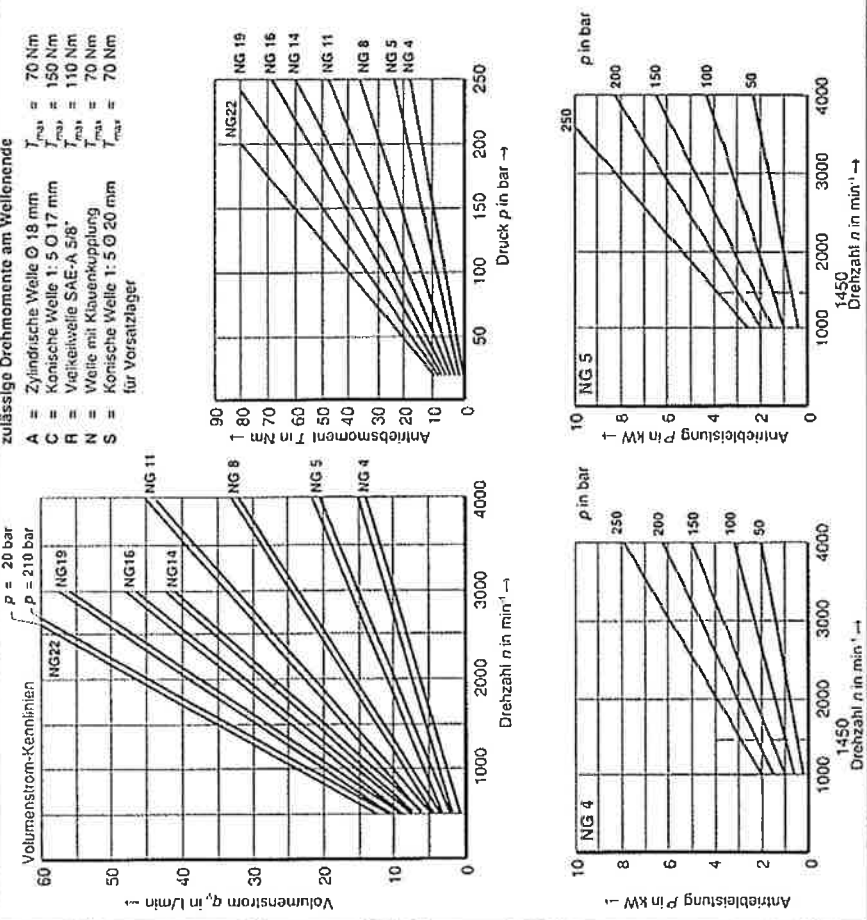 zulässige Drehmomente am Wellenende
A = Zylindrische Welle Ø 18 mm Tmax = 70 Nm
C = Konische Welle 1: 5 Ø 17 mm Tmax = 150 Nm
R = Vielkeilwelle SAE-A 5/8" Tmax = 110 Nm
N = Welle mit Klauenkupplung Tmax = 70 Nm
S = Konische Welle 1: 5 Ø 20 mm Tmax = 70 Nm
für Vorsatzlager
Volumenstrom-Kennlinien
p = 20 bar
p = 210 bar
NG22
NG19
NG16
NG14
NG 11
NG 8
NG 5
NG 4
60
50
40
30
20
10
0
Volumenstrom qv in L/min →
1000 2000 3000 4000
Drehzahl n in min⁻¹ →
NG22
NG 19
NG 16
NG 14
NG 11
NG 8
NG 5
NG 4
90
80
70
60
50
40
30
20
10
0
Antriebsmoment T in Nm →
50 100 150 200 250
Druck p in bar →
NG 4
p in bar
250
200
150
100
50
10
8
6
4
2
0
Antriebleistung P in kW →
1000 2000 3000 4000
1450
Drehzahl n in min⁻¹ →
NG 5
p in bar
250
200
150
100
50
10
8
6
4
2
0
Antriebleistung P in kW →
1000 2000 3000 4000
1450
Drehzahl n in min⁻¹ →